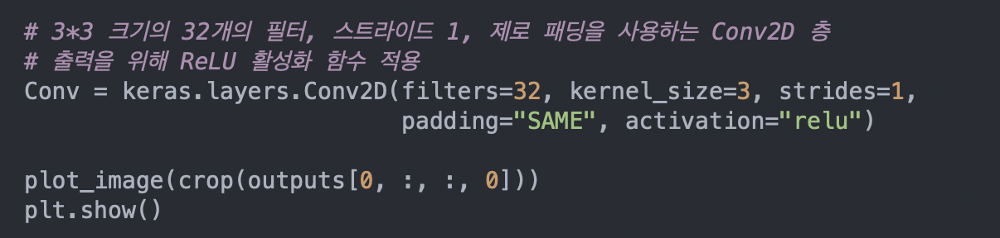 # 3*3 크기의 32개의 필터, 스트라이드 1, 제로 패딩을 사용하는 Conv2D 층
# 출력을 위해 ReLU 활성화 함수 적용
Conv = keras.layers.Conv2D(filters=32, kernel_size=3, strides=1,
                           padding="SAME", activation="relu")

plot_image(crop(outputs[0, :, :, 0]))
plt.show()